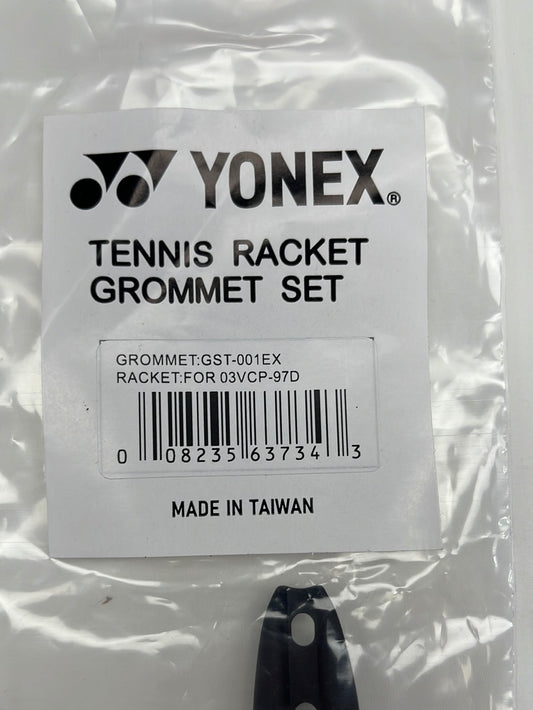 YONEX®
TENNIS RACKET
GROMMET SET
GROMMET:GST-001EX
RACKET:FOR 03VCP-97D
0 08235 63734 3
MADE IN TAIWAN